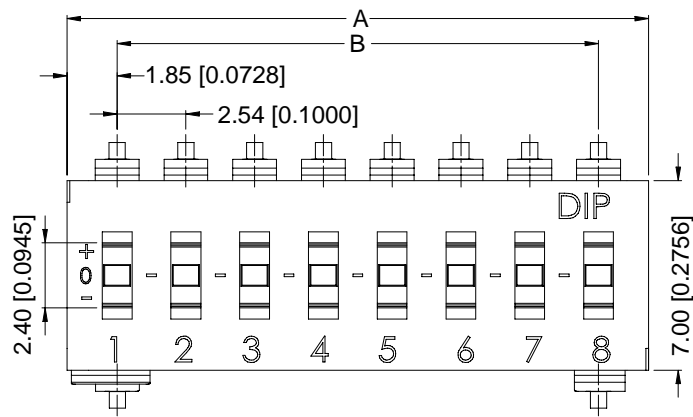 A
B
1.85 [0.0728]
2.54 [0.1000]
DIP
2.40 [0.0945]
+
0
-
- - - - - - -
7.00 [0.2756]
1 2 3 4 5 6 7 8